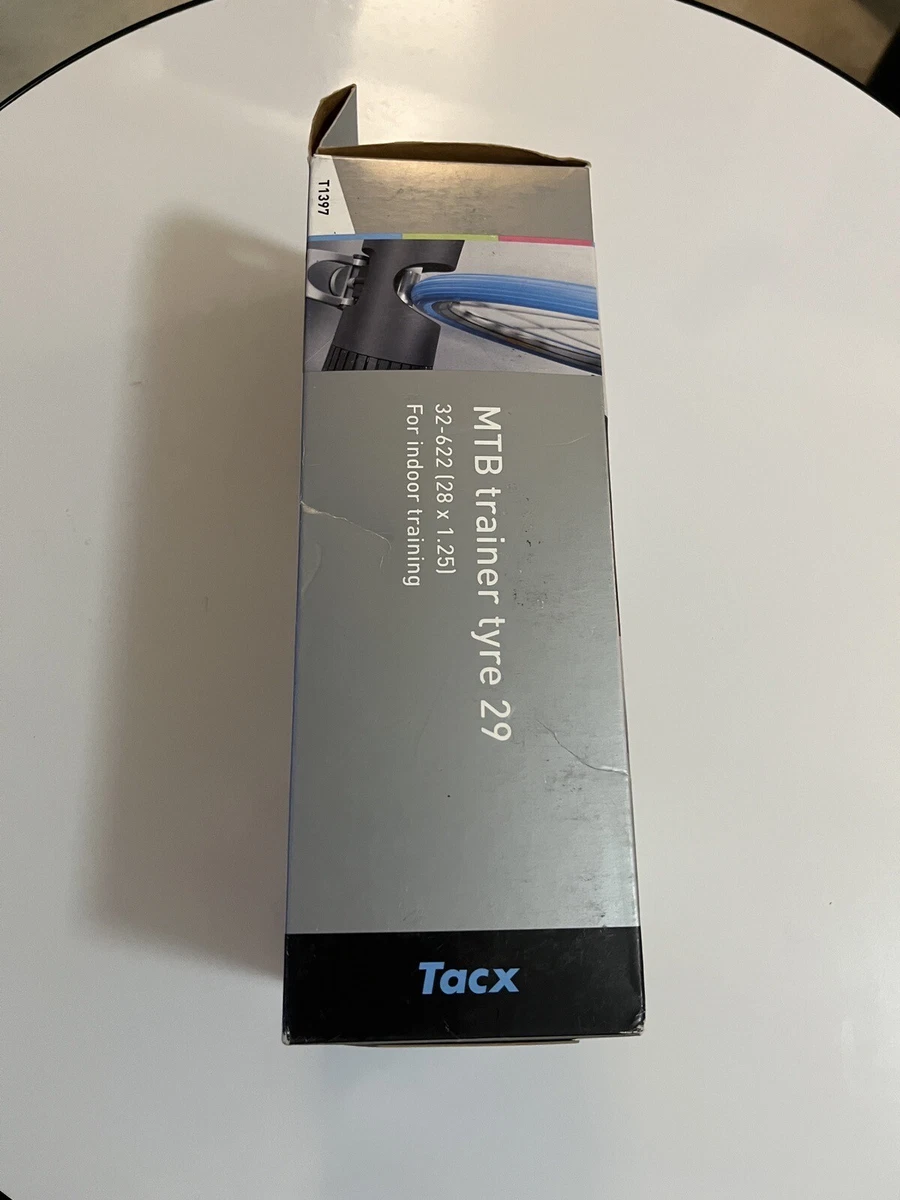 T1397
MTB trainer tyre 29
32-622 (28 x 1.25)
For indoor training
Tacx